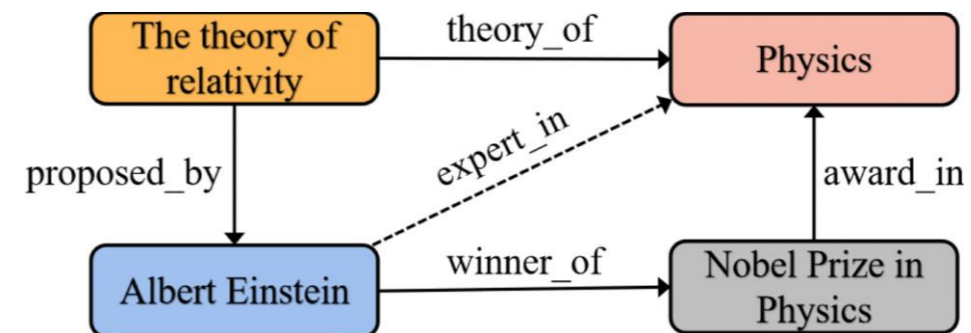 The theory of
relativity
theory_of
Physics
proposed_by
expert_in
award_in
Albert Einstein
winner_of
Nobel Prize in
Physics